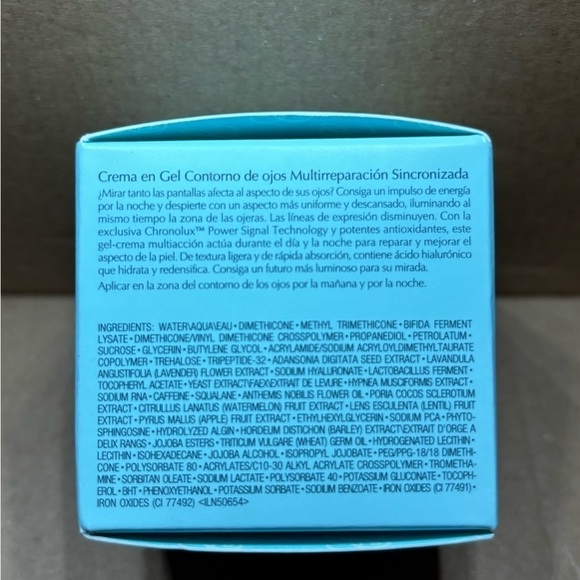 Crema en Gel Contorno de ojos Multirreparación Sincronizada
¿Mirar tanto las pantallas afecta al aspecto de sus ojos? Consiga un impulso de energía
por la noche y despierte con un aspecto más uniforme y descansado, iluminando al
mismo tiempo la zona de las ojeras. Las líneas de expresión disminuyen. Con la
exclusiva Chronolux™ Power Signal Technology y potentes antioxidantes, este
gel-crema multiacción actúa durante el día y la noche para reparar y mejorar el
aspecto de la piel. De textura ligera y de rápida absorción, contiene ácido hialurónico
que hidrata y redensifica. Consiga un futuro más luminoso para su mirada.
Aplicar en la zona del contorno de los ojos por la mañana y por la noche.
INGREDIENTS: WATER\AQUA\EAU • DIMETHICONE • METHYL TRIMETHICONE • BIFIDA FERMENT
LYSATE • DIMETHICONE/VINYL DIMETHICONE CROSSPOLYMER • PROPANEDIOL • PETROLATUM •
SUCROSE • GLYCERIN • BUTYLENE GLYCOL • ACRYLAMIDE/SODIUM ACRYLOYLDIMETHYLTAURATE
COPOLYMER • TREHALOSE • TRIPEPTIDE-32 • ADANSONIA DIGITATA SEED EXTRACT • LAVANDULA
ANGUSTIFOLIA (LAVENDER) FLOWER EXTRACT • SODIUM HYALURONATE • LACTOBACILLUS FERMENT •
TOCOPHERYL ACETATE • YEAST EXTRACT\FAEX\EXTRAIT DE LEVURE • HYPNEA MUSCIFORMIS EXTRACT •
SODIUM RNA • CAFFEINE • SQUALANE • ANTHEMIS NOBILIS FLOWER OIL • PORIA COCOS SCLEROTIUM
EXTRACT • CITRULLUS LANATUS (WATERMELON) FRUIT EXTRACT • LENS ESCULENTA (LENTIL) FRUIT
EXTRACT • PYRUS MALUS (APPLE) FRUIT EXTRACT • ETHYLHEXYLGLYCERIN • SODIUM PCA • PHYTO-
SPHINGOSINE • HYDROLYZED ALGIN • HORDEUM DISTICHON (BARLEY) EXTRACT\EXTRAIT D'ORGE A
DEUX RANGS • JOJOBA ESTERS • TRITICUM VULGARE (WHEAT) GERM OIL • HYDROGENATED LECITHIN •
LECITHIN • ISOHEXADECANE • JOJOBA ALCOHOL • ISOPROPYL JOJOBATE • PEG/PPG-18/18 DIMETHI-
CONE • POLYSORBATE 80 • ACRYLATES/C10-30 ALKYL ACRYLATE CROSSPOLYMER • TROMETHA-
MINE • SORBITAN OLEATE • SODIUM LACTATE • POLYSORBATE 40 • POTASSIUM GLUCONATE • TOCOPH-
EROL • BHT • PHENOXYETHANOL • POTASSIUM SORBATE • SODIUM BENZOATE • IRON OXIDES (CI 77491) •
IRON OXIDES (CI 77492) <ILN50654>